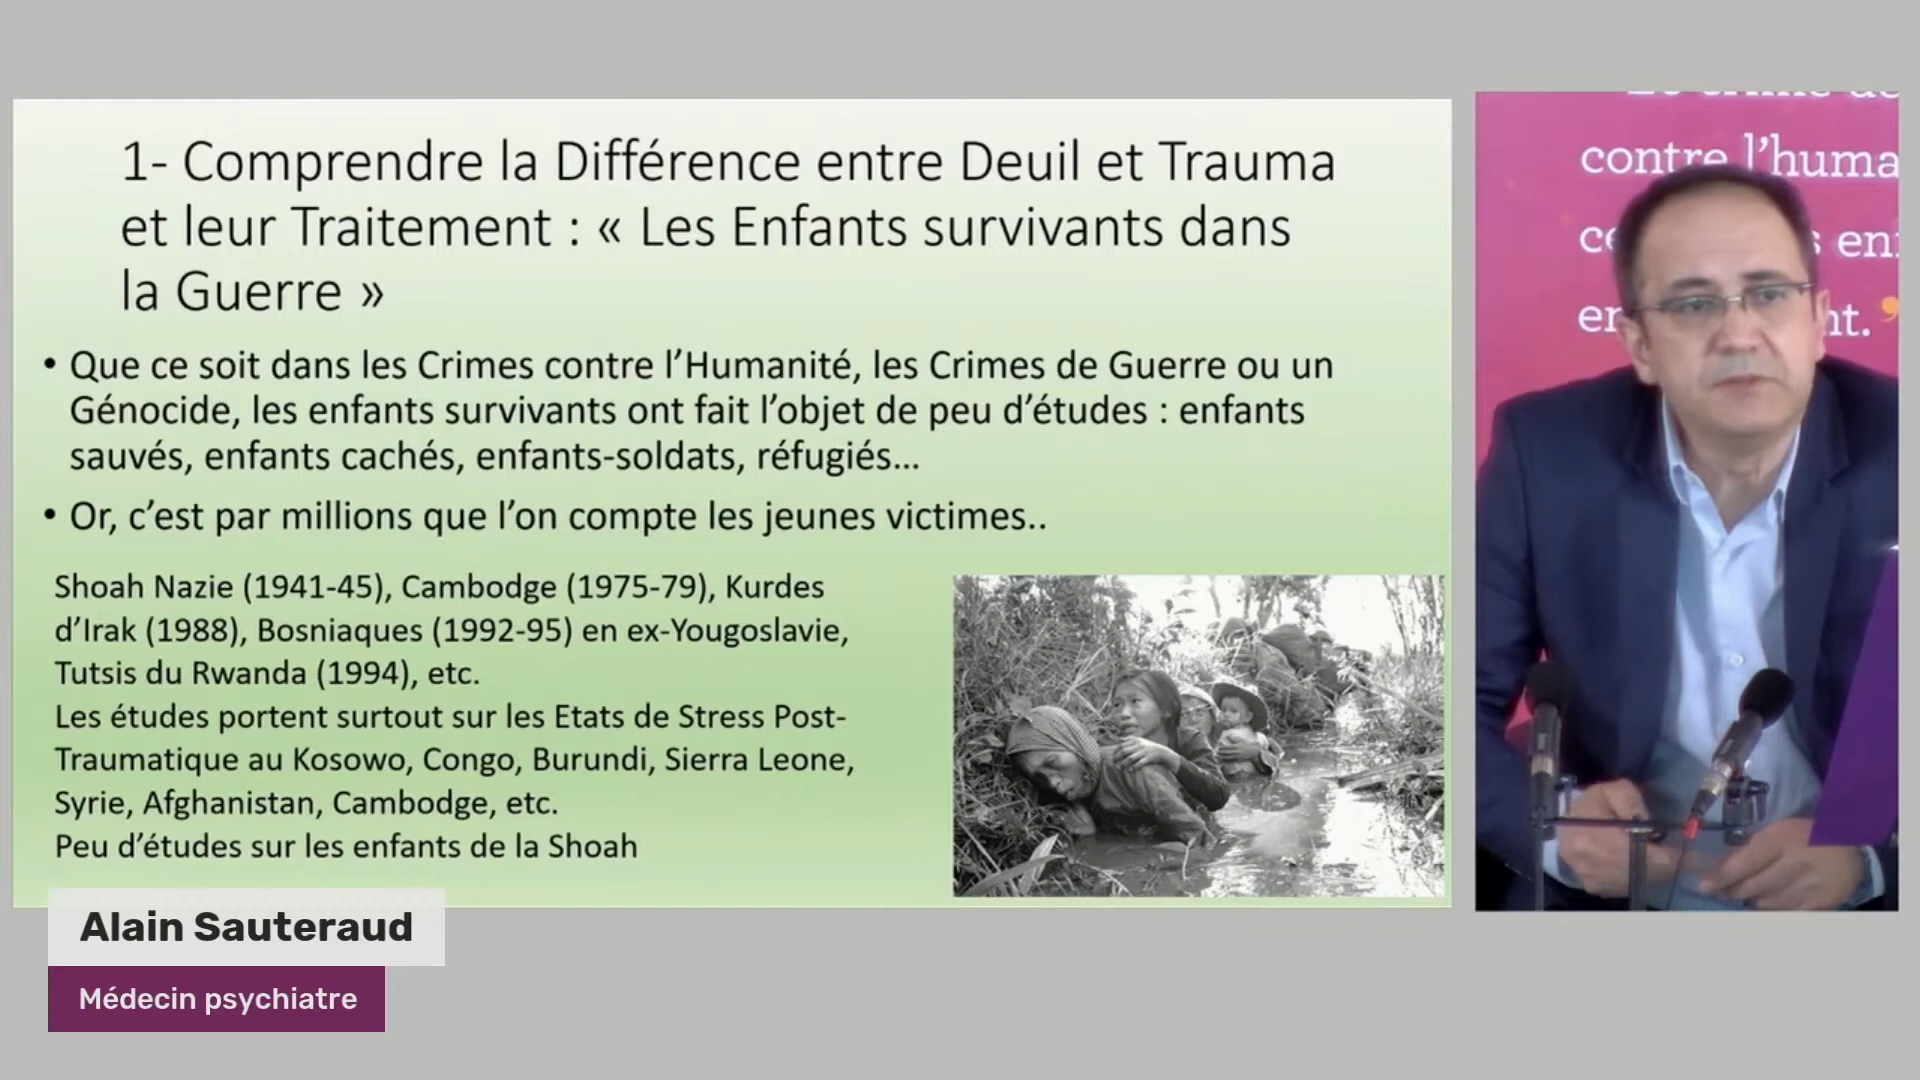 1- Comprendre la Différence entre Deuil et Trauma
et leur Traitement : « Les Enfants survivants dans
la Guerre »
• Que ce soit dans les Crimes contre l’Humanité, les Crimes de Guerre ou un
Génocide, les enfants survivants ont fait l’objet de peu d’études : enfants
sauvés, enfants cachés, enfants-soldats, réfugiés...
• Or, c’est par millions que l’on compte les jeunes victimes..
Shoah Nazie (1941-45), Cambodge (1975-79), Kurdes
d’Irak (1988), Bosniaques (1992-95) en ex-Yougoslavie,
Tutsis du Rwanda (1994), etc.
Les études portent surtout sur les Etats de Stress Post-
Traumatique au Kosowo, Congo, Burundi, Sierra Leone,
Syrie, Afghanistan, Cambodge, etc.
Peu d’études sur les enfants de la Shoah
Alain Sauteraud
Médecin psychiatre
contre l’huma